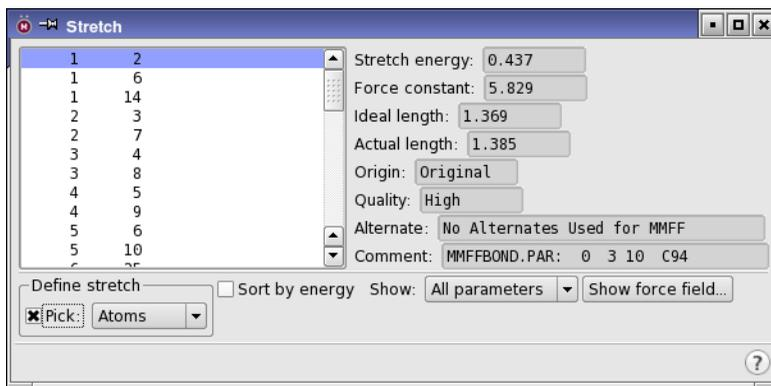 Stretch
1 2
1 6
1 14
2 3
2 7
3 4
3 8
4 5
4 9
5 6
5 10
Stretch energy: 0.437
Force constant: 5.829
Ideal length: 1.369
Actual length: 1.385
Origin: Original
Quality: High
Alternate: No Alternates Used for MMFF
Comment: MMFFBOND.PAR: 0 3 10 C94
Define stretch
Pick: Atoms
Sort by energy Show: All parameters Show force field...
?